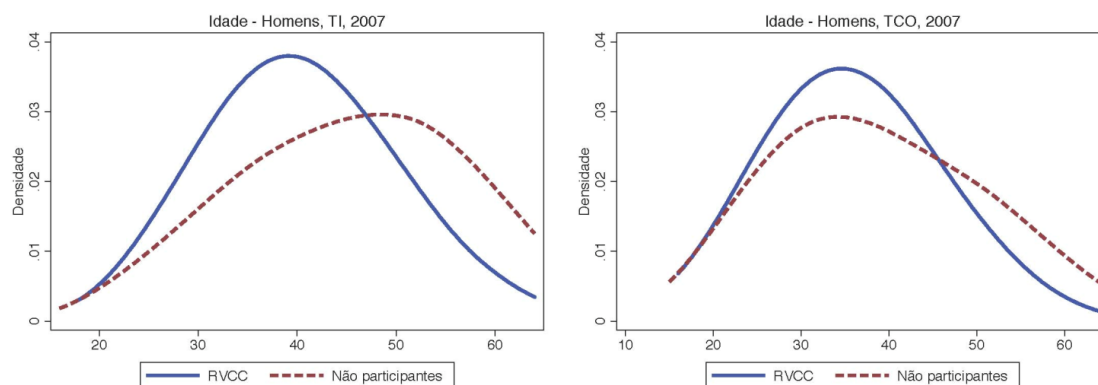 Idade - Homens, TI, 2007
Densidade
0 .01 .02 .03 .04
20 30 40 50 60
RVCC Não participantes
Idade - Homens, TCO, 2007
Densidade
0 .01 .02 .03 .04
10 20 30 40 50 60
RVCC Não participantes